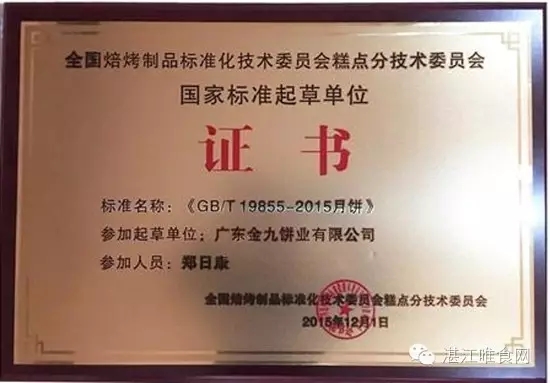 全国焙烤制品标准化技术委员会糕点分技术委员会
国家标准起草单位
证书
标准名称：《GB/T 19855-2015月饼》
参加起草单位：广东金九饼业有限公司
参加人员：郑日康
全国焙烤制品标准化技术委员会糕点分技术委员会
2015年12月1日
湛江唯食网